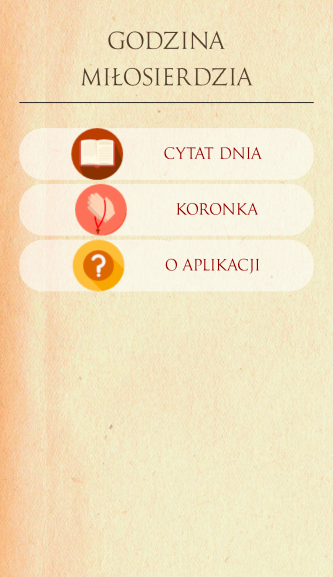 GODZINA
MIŁOSIERDZIA
CYTAT DNIA
KORONKA
?
O APLIKACJI